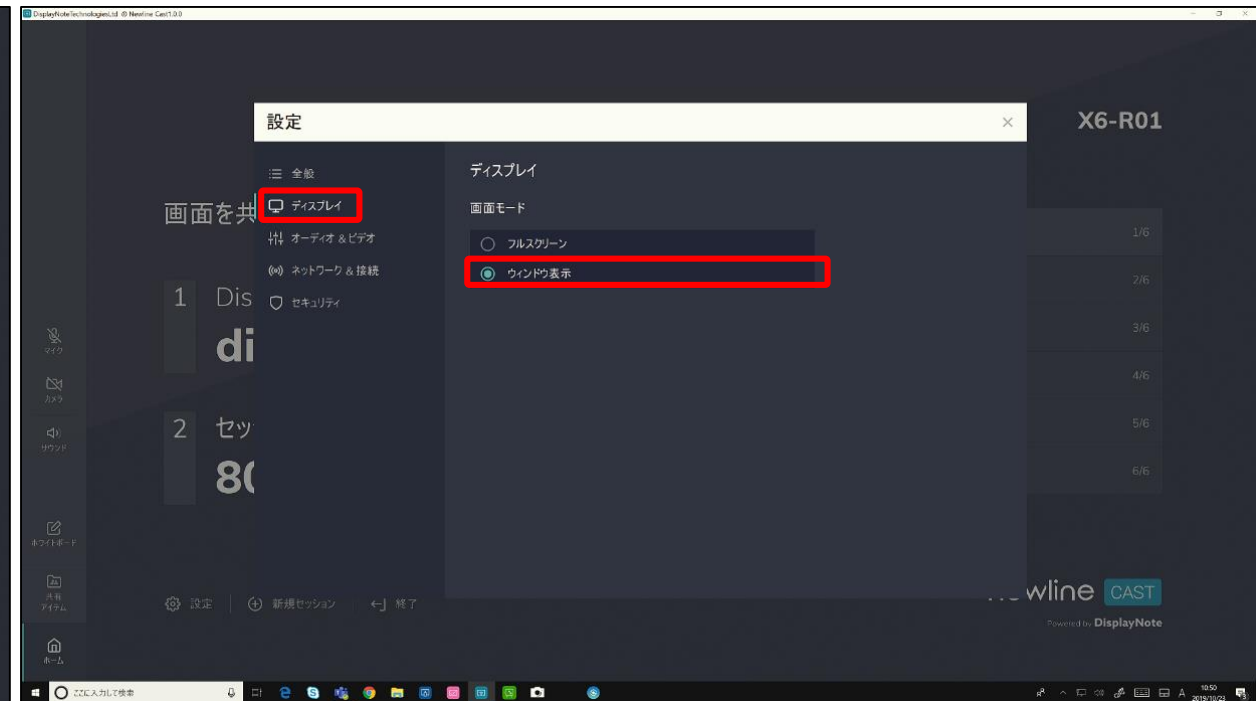 DisplayNoteTechnologiesLtd. @ Newline Cast1.0.0
設定
X6-R01
全般
ディスプレイ
オーディオ & ビデオ
ネットワーク & 接続
セキュリティ
ディスプレイ
画面モード
フルスクリーン
ウィンドウ表示
画面を共
1 Dis
di
2 セッ
80
1/6
2/6
3/6
4/6
5/6
6/6
マイク
カメラ
サウンド
ホワイトボード
共有
アイテム
ホーム
設定
新規セッション
終了
wline CAST
Powered by DisplayNote
ここに入力して検索
A
10:50
2019/10/23